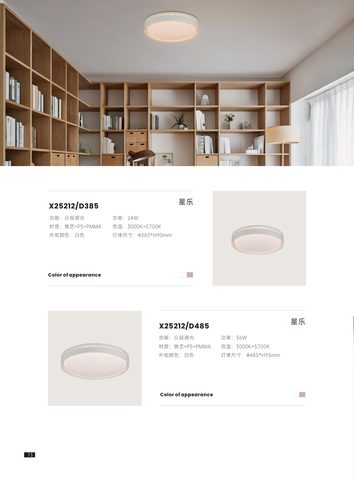 X25212/D385
星乐
功能：分段调光
功率：24W
材质：铁艺+PS+PMMA
色温：3000K+5700K
外观颜色：白色
灯体尺寸：Φ385*H90mm
Color of appearance
X25212/D485
星乐
功能：分段调光
功率：36W
材质：铁艺+PS+PMMA
色温：3000K+5700K
外观颜色：白色
灯体尺寸：Φ485*H95mm
Color of appearance
73